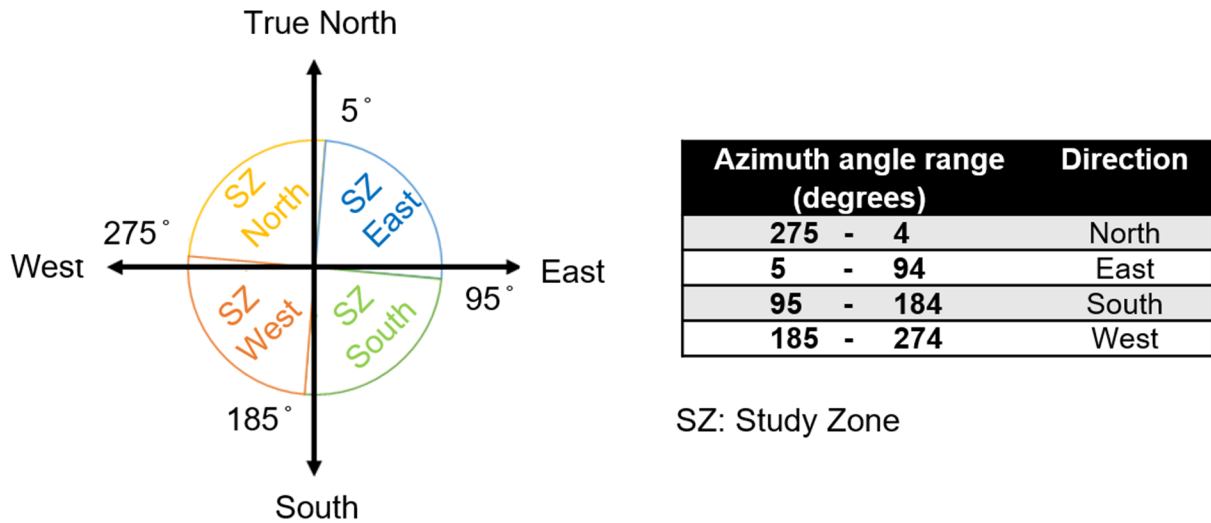 True North
5°
SZ
North
SZ
East
275°
West
East
95°
SZ
West
SZ
South
185°
South
Azimuth angle range
(degrees)
Direction
275 - 4 North
5 - 94 East
95 - 184 South
185 - 274 West
SZ: Study Zone